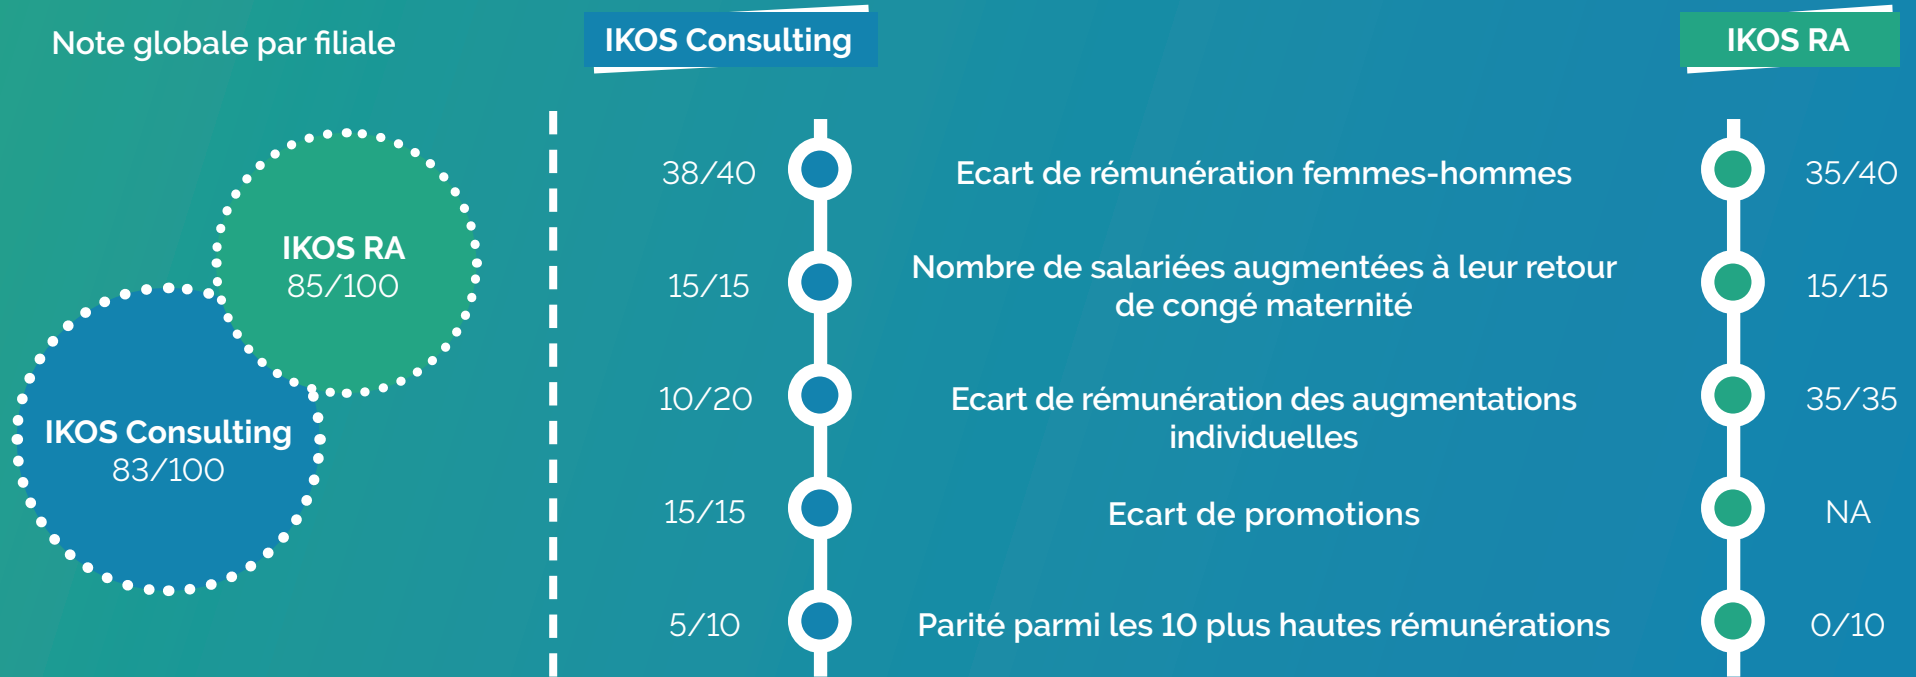 Note globale par filiale
IKOS RA
85/100
IKOS Consulting
83/100
IKOS Consulting
IKOS RA
38/40
Ecart de rémunération femmes-hommes
35/40
15/15
Nombre de salariées augmentées à leur retour
de congé maternité
15/15
10/20
Ecart de rémunération des augmentations
individuelles
35/35
15/15
Ecart de promotions
NA
5/10
Parité parmi les 10 plus hautes rémunérations
0/10